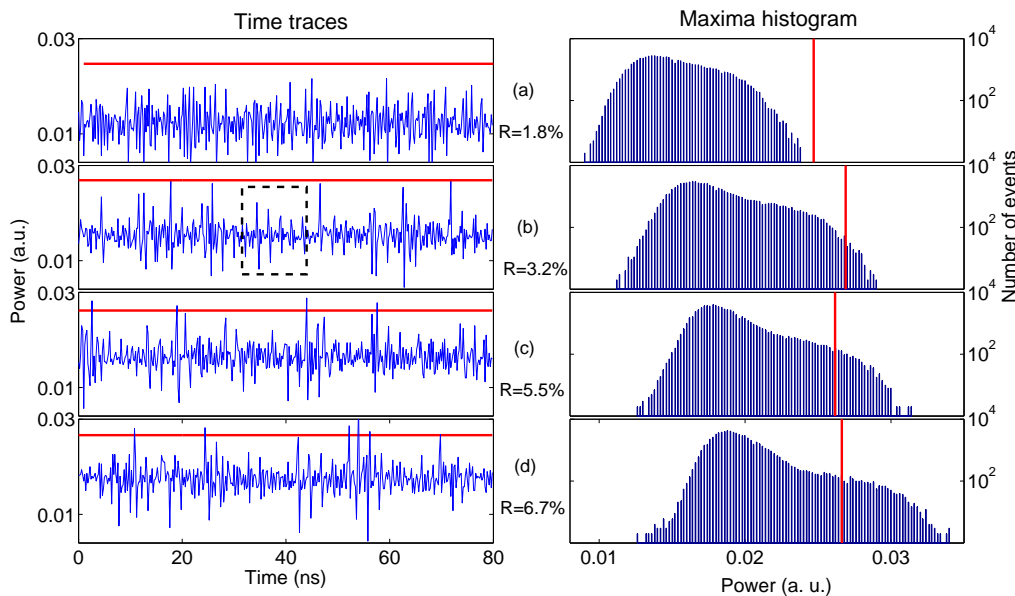 Time traces
Maxima histogram
0.03
0.01
(a)
R=1.8%
10^4
10^2
0.03
0.01
(b)
R=3.2%
10^4
10^2
0.03
0.01
(c)
R=5.5%
10^4
10^2
0.03
0.01
(d)
R=6.7%
10^4
10^2
Power (a.u.)
Number of events
0
20
40
60
80
Time (ns)
0.01
0.02
0.03
Power (a. u.)